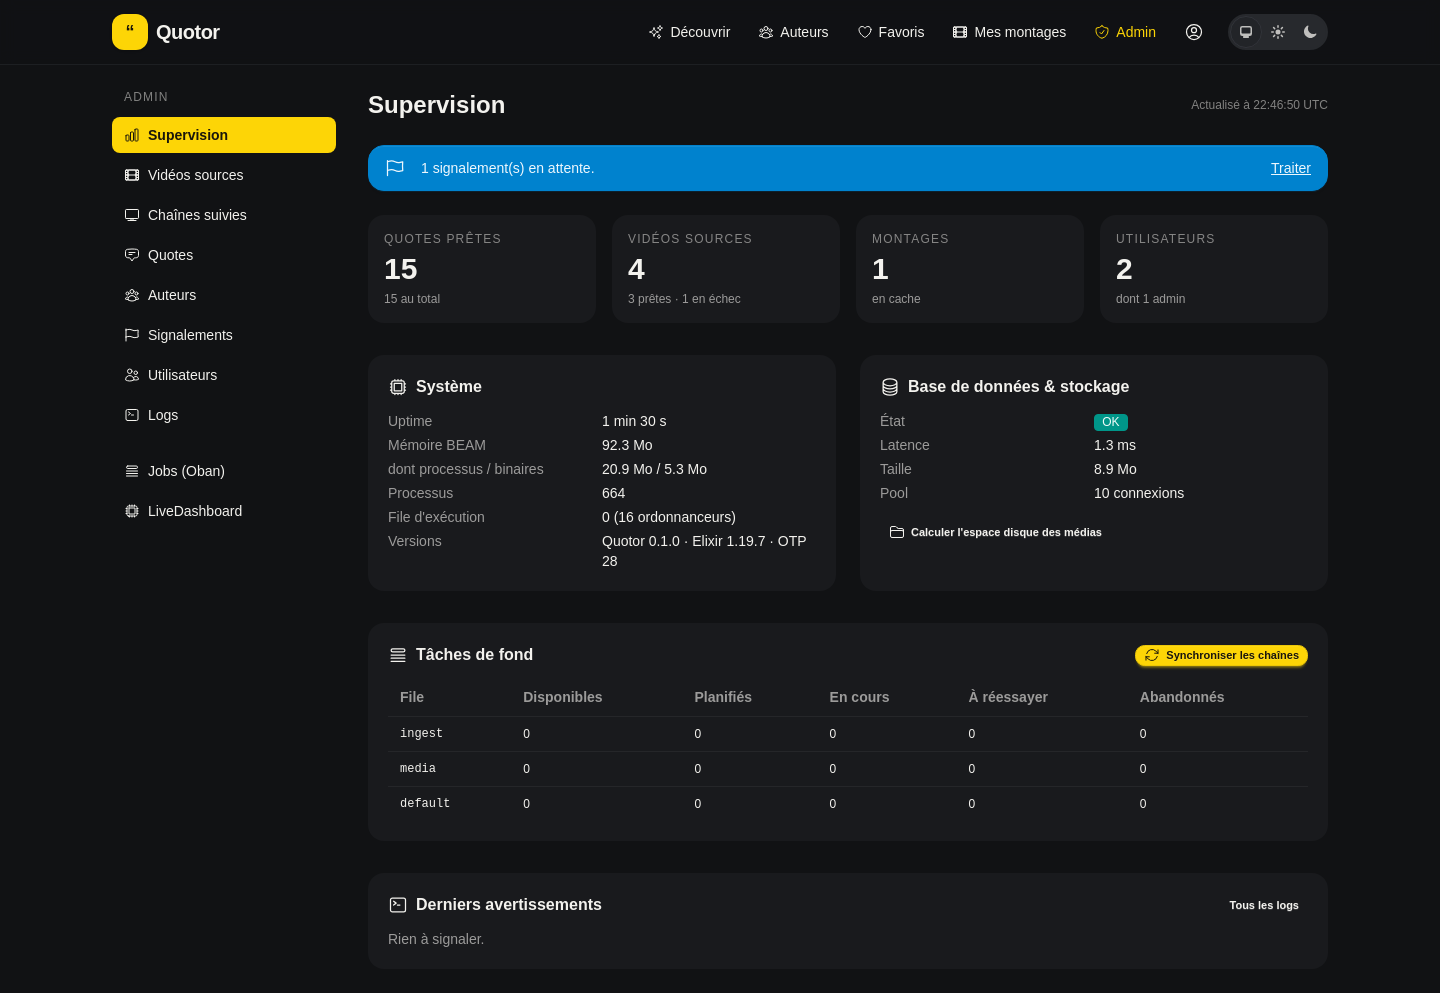 “ Quotor
Découvrir Auteurs Favoris Mes montages Admin
ADMIN
Supervision
Vidéos sources
Chaînes suivies
Quotes
Auteurs
Signalements
Utilisateurs
Logs
Jobs (Oban)
LiveDashboard
Supervision
Actualisé à 22:46:50 UTC
1 signalement(s) en attente.
Traiter
QUOTES PRÊTES
15
15 au total
VIDÉOS SOURCES
4
3 prêtes · 1 en échec
MONTAGES
1
en cache
UTILISATEURS
2
dont 1 admin
Système
Uptime 1 min 30 s
Mémoire BEAM 92.3 Mo
dont processus / binaires 20.9 Mo / 5.3 Mo
Processus 664
File d'exécution 0 (16 ordonnanceurs)
Versions Quotor 0.1.0 · Elixir 1.19.7 · OTP
28
Base de données & stockage
État OK
Latence 1.3 ms
Taille 8.9 Mo
Pool 10 connexions
Calculer l'espace disque des médias
Tâches de fond
Synchroniser les chaînes
File Disponibles Planifiés En cours À réessayer Abandonnés
ingest 0 0 0 0 0
media 0 0 0 0 0
default 0 0 0 0 0
Derniers avertissements
Tous les logs
Rien à signaler.